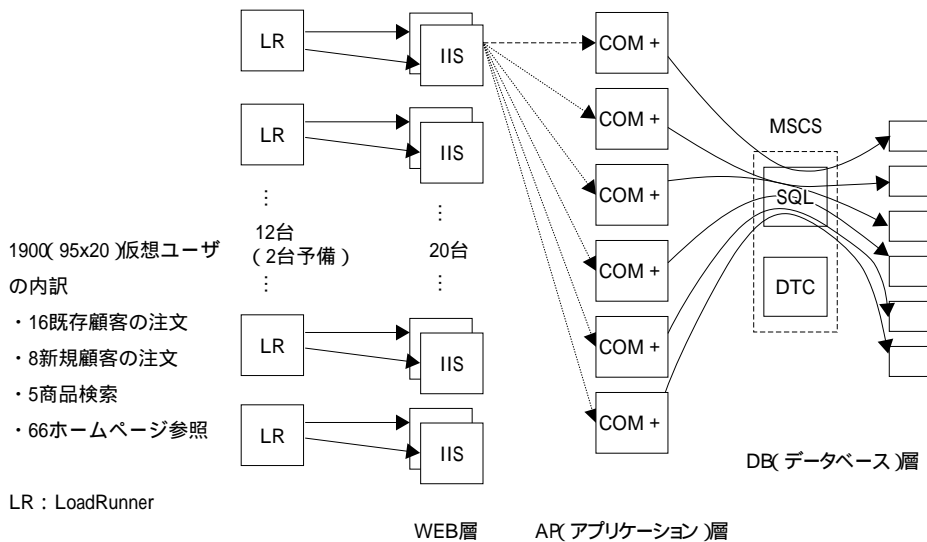 LR
IIS
COM +
LR
IIS
COM +
MSCS
COM +
SQL
⋮
12台
(2台予備)
⋮
⋮
20台
⋮
COM +
DTC
1900(95x20)仮想ユーザ
の内訳
・16既存顧客の注文
・8新規顧客の注文
・5商品検索
・66ホームページ参照
LR
IIS
COM +
LR
IIS
COM +
DB(データベース)層
LR：LoadRunner
WEB層
AP(アプリケーション)層